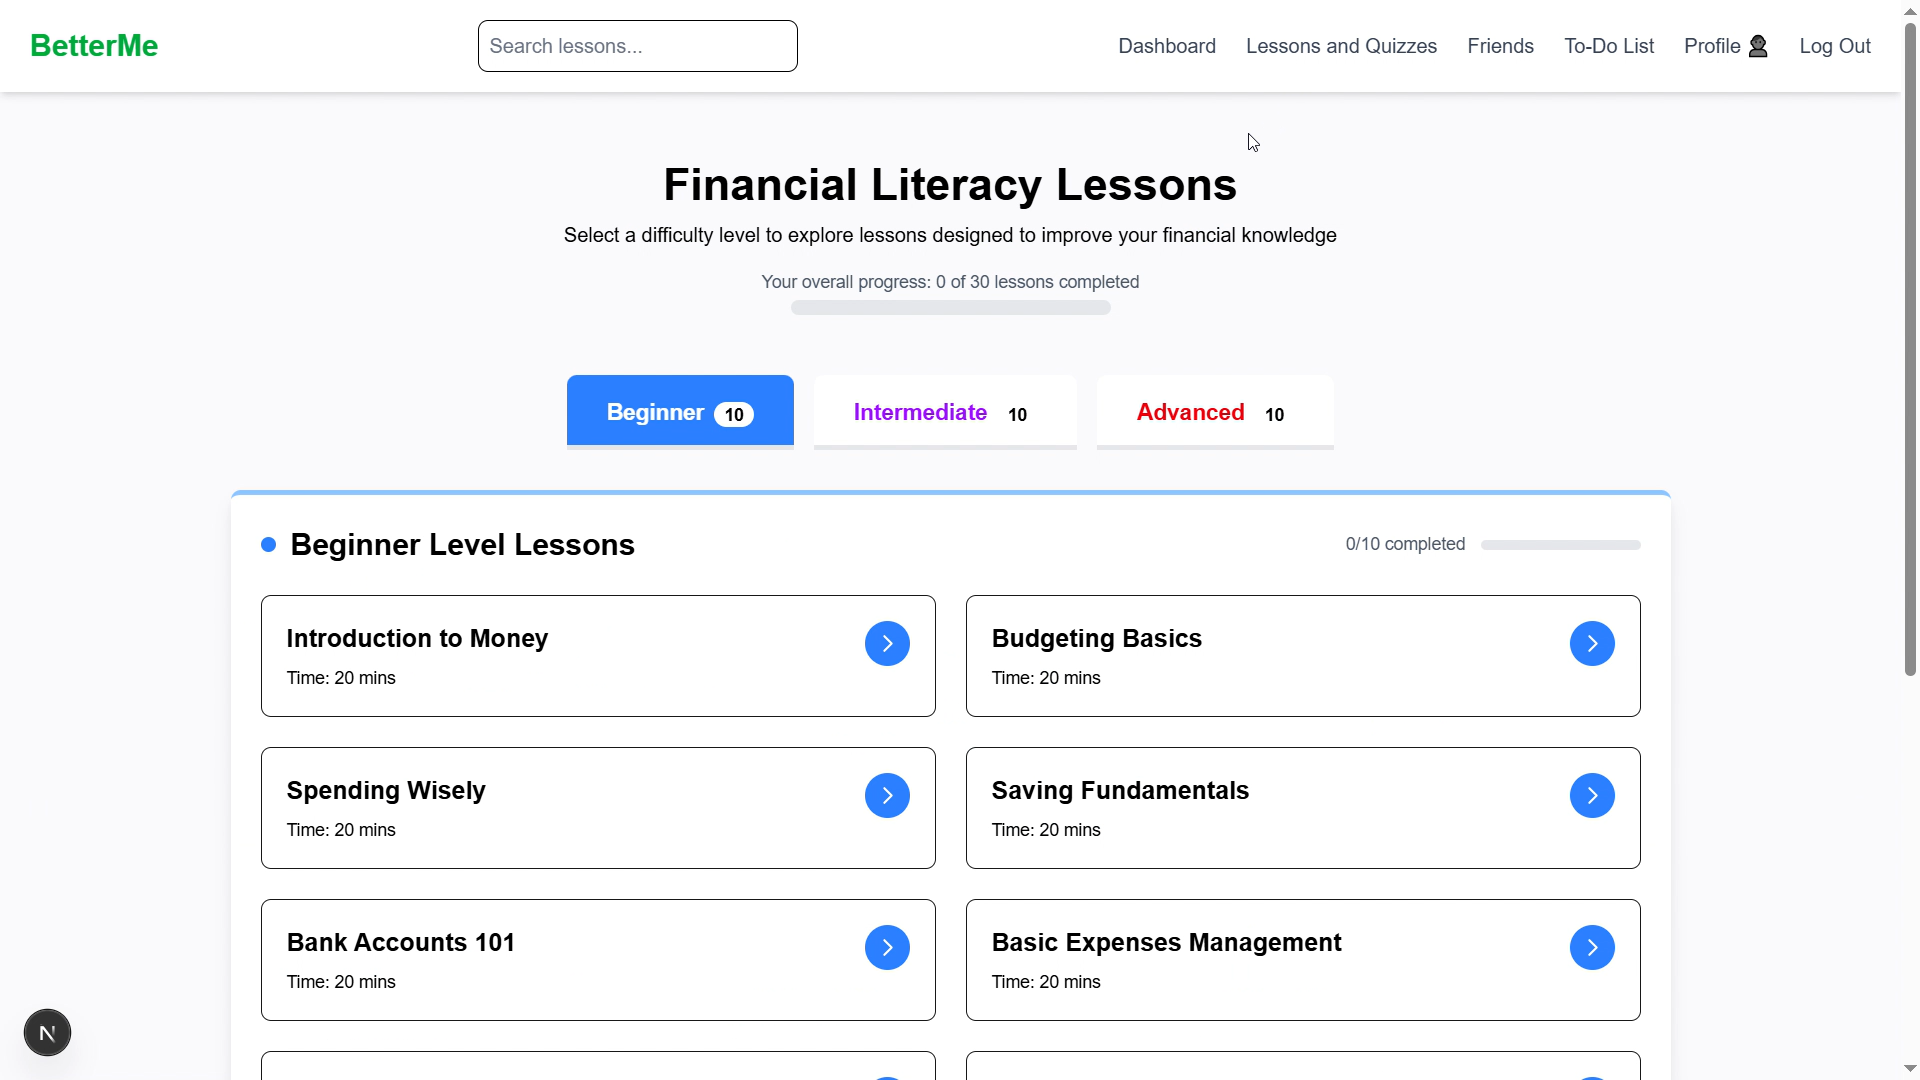 BetterMe
Search lessons...
Dashboard
Lessons and Quizzes
Friends
To-Do List
Profile
Log Out
Financial Literacy Lessons
Select a difficulty level to explore lessons designed to improve your financial knowledge
Your overall progress: 0 of 30 lessons completed
Beginner 10
Intermediate 10
Advanced 10
Beginner Level Lessons
0/10 completed
Introduction to Money
Time: 20 mins
Budgeting Basics
Time: 20 mins
Spending Wisely
Time: 20 mins
Saving Fundamentals
Time: 20 mins
Bank Accounts 101
Time: 20 mins
Basic Expenses Management
Time: 20 mins
N